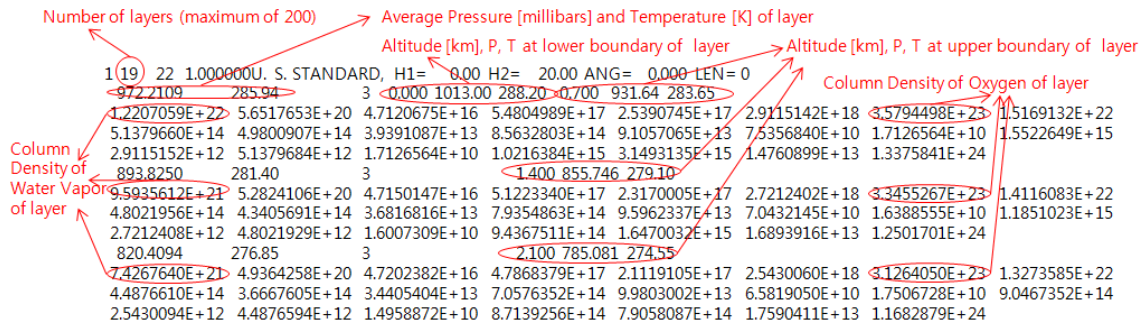 Number of layers (maximum of 200)
Average Pressure [millibars] and Temperature [K] of layer
Altitude [km], P, T at lower boundary of layer
Altitude [km], P, T at upper boundary of layer
1 19 22 1.000000U. S. STANDARD, H1= 0.00 H2= 20.00 ANG= 0.000 LEN= 0
Column Density of Oxygen of layer
972.2109 285.94 3 0.000 1013.00 288.20 0.700 931.64 283.65
1.2207059E+22 5.6517653E+20 4.7120675E+16 5.4804989E+17 2.5390745E+17 2.9115142E+18 3.5794498E+23 1.5169132E+22
5.1379660E+14 4.9800907E+14 3.9391087E+13 8.5632803E+14 9.1057065E+13 7.5356840E+10 1.7126564E+10 1.5522649E+15
2.9115152E+12 5.1379684E+12 1.7126564E+10 1.0216384E+15 3.1493135E+15 1.4760899E+13 1.3375841E+24
Column
Density of
Water Vapor
of layer
893.8250 281.40 3 1.400 855.746 279.10
9.5935612E+21 5.2824106E+20 4.7150147E+16 5.1223340E+17 2.3170005E+17 2.7212402E+18 3.3455267E+23 1.4116083E+22
4.8021956E+14 4.3405691E+14 3.6816816E+13 7.9354863E+14 9.5962337E+13 7.0432145E+10 1.6388555E+10 1.1851023E+15
2.7212408E+12 4.8021929E+12 1.6007309E+10 9.4367511E+14 1.6470032E+15 1.6893916E+13 1.2501701E+24
820.4094 276.85 3 2.100 785.081 274.55
7.4267640E+21 4.9364258E+20 4.7202382E+16 4.7868379E+17 2.1119105E+17 2.5430060E+18 3.1264050E+23 1.3273585E+22
4.4876610E+14 3.6667605E+14 3.4405404E+13 7.0576352E+14 9.9803002E+13 6.5819050E+10 1.7506728E+10 9.0467352E+14
2.5430094E+12 4.4876594E+12 1.4958872E+10 8.7139256E+14 7.9058087E+14 1.7590411E+13 1.1682879E+24